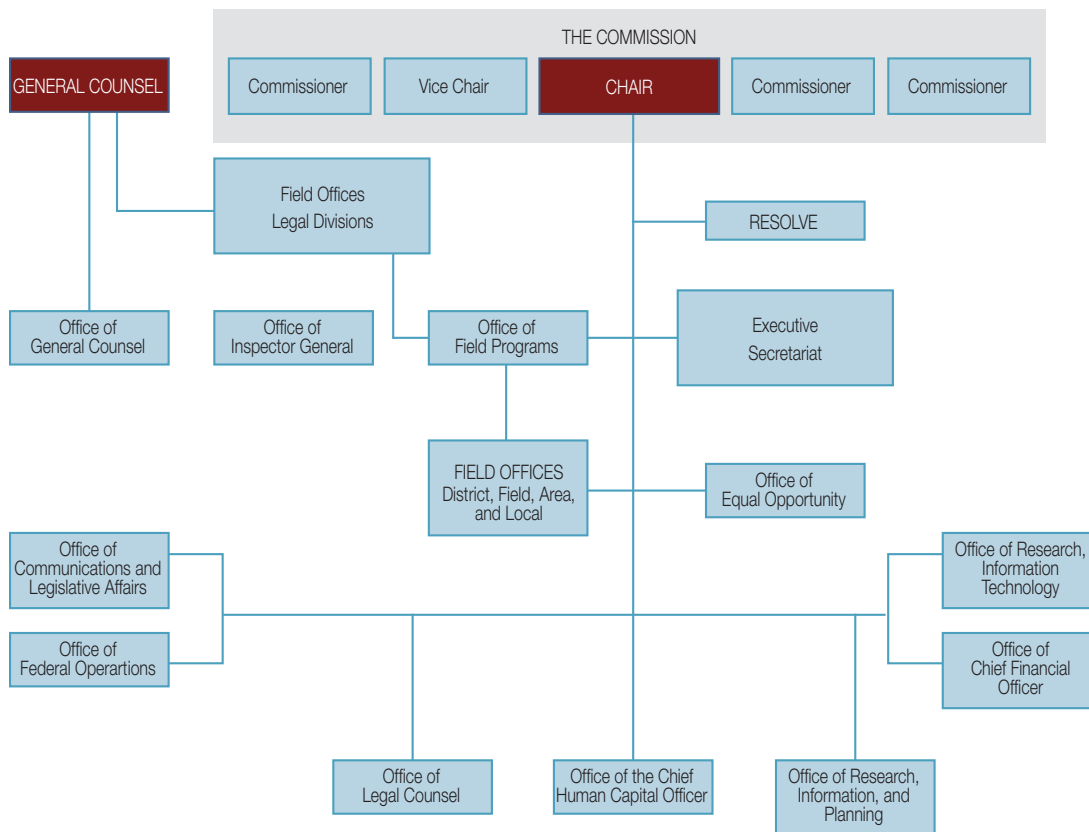 THE COMMISSION
GENERAL COUNSEL
Commissioner
Vice Chair
CHAIR
Commissioner
Commissioner
Field Offices
Legal Divisions
RESOLVE
Office of
General Counsel
Office of
Inspector General
Office of
Field Programs
Executive
Secretariat
FIELD OFFICES
District, Field, Area,
and Local
Office of
Equal Opportunity
Office of
Communications and
Legislative Affairs
Office of Research,
Information
Technology
Office of
Federal Operartions
Office of
Chief Financial
Officer
Office of
Legal Counsel
Office of the Chief
Human Capital Officer
Office of Research,
Information, and
Planning